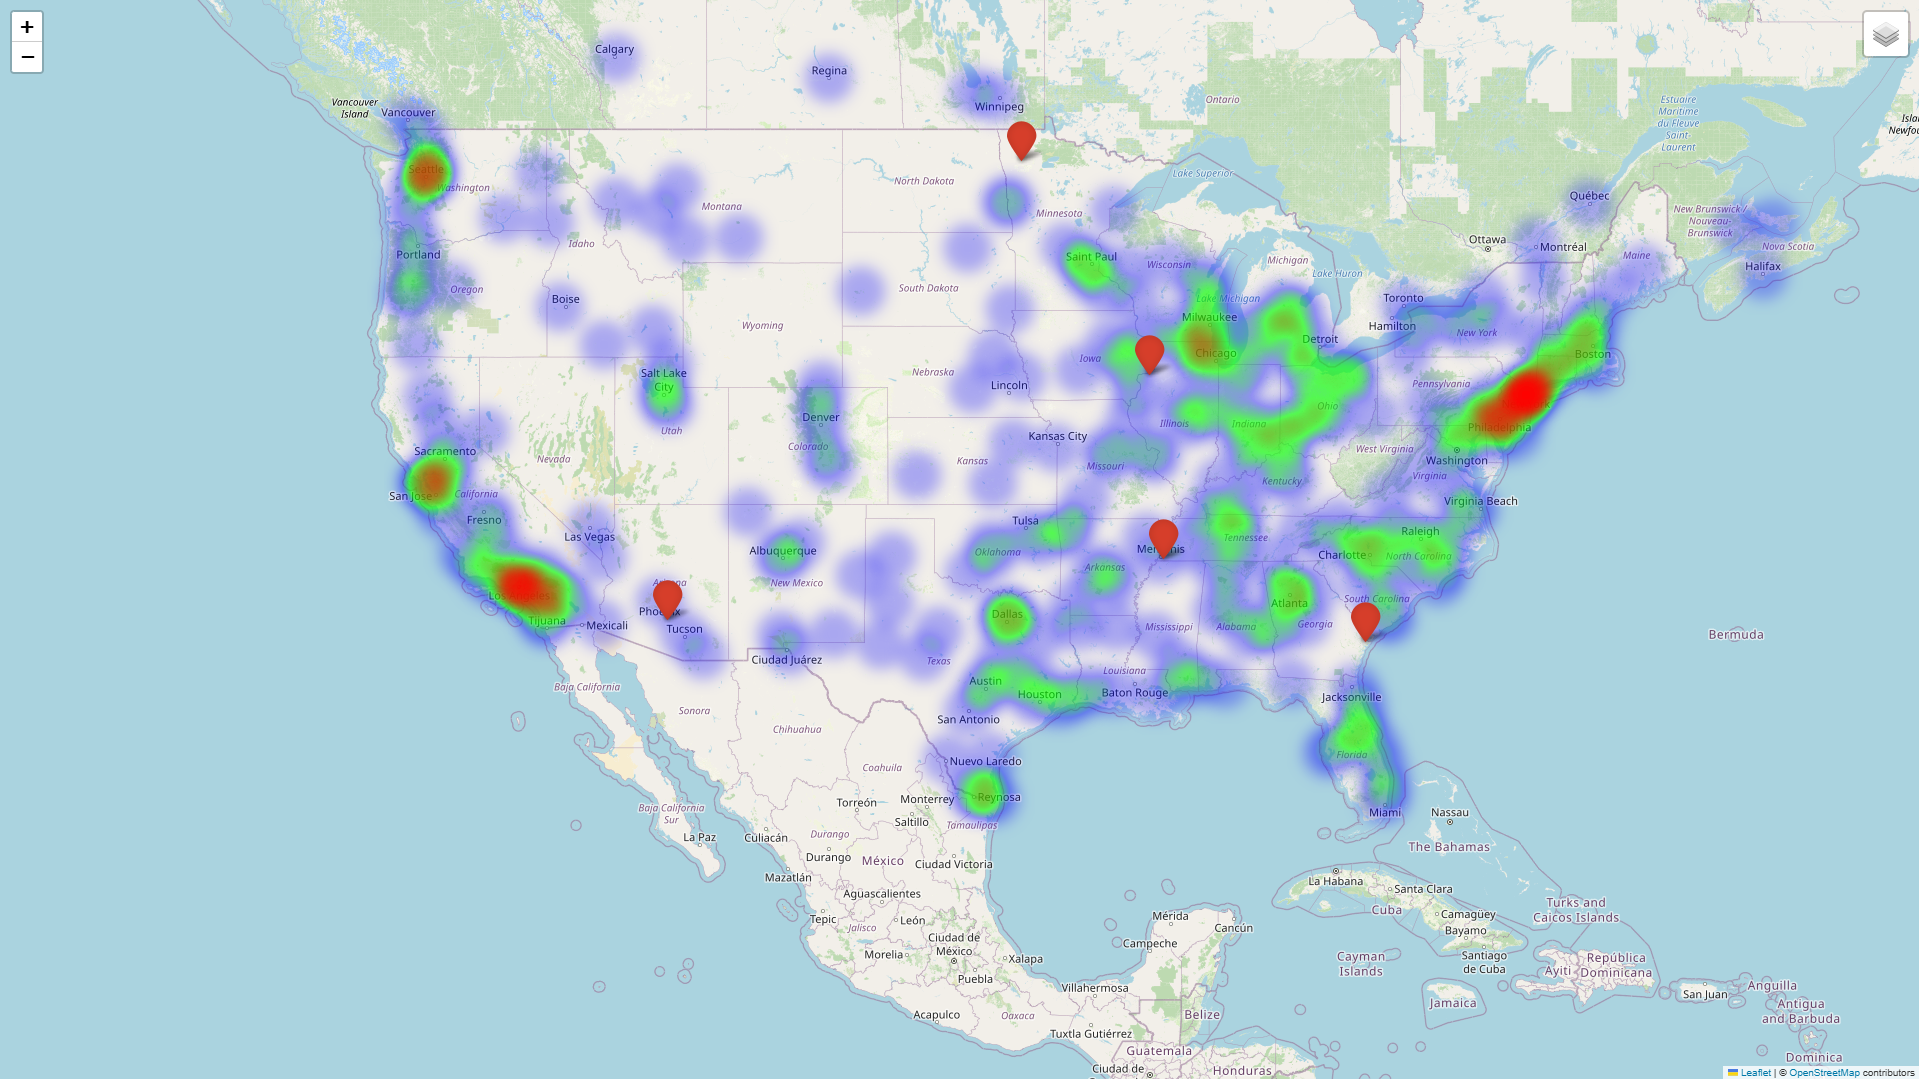 +
−
Calgary
Regina
Winnipeg
Ontario
Estuaire
Maritime
du Fleuve
Saint-
Laurent
Vancouver
Island
Vancouver
Seattle
Washington
North Dakota
Montana
Minnesota
Lake Superior
Québec
New Brunswick /
Nouveau-
Brunswick
Nova Scotia
Halifax
Maine
Ottawa
Montréal
Idaho
Portland
Oregon
Boise
South Dakota
Saint Paul
Wisconsin
Michigan
Lake Huron
Lake Michigan
Toronto
Hamilton
New York
Wyoming
Milwaukee
Chicago
Detroit
Boston
Iowa
Nebraska
Lincoln
Salt Lake
City
Utah
Pennsylvania
Philadelphia
Ohio
Indiana
Illinois
Denver
Colorado
Kansas City
Kansas
Missouri
West Virginia
Washington
Virginia
Kentucky
Virginia Beach
Sacramento
Nevada
San Jose
California
Fresno
Las Vegas
Albuquerque
New Mexico
Tulsa
Oklahoma
Memphis
Arkansas
Tennessee
Raleigh
Charlotte
North Carolina
South Carolina
Atlanta
Georgia
Alabama
Mississippi
Arizona
Phoenix
Tucson
Los Angeles
Tijuana
Mexicali
Dallas
Texas
Ciudad Juárez
Louisiana
Baton Rouge
Austin
Houston
San Antonio
Jacksonville
Florida
Miami
Bermuda
Baja California
Sonora
Chihuahua
Coahuila
Nuevo Laredo
Reynosa
Tamaulipas
Monterrey
Saltillo
Torreón
Baja California
Sur
La Paz
Culiacán
Durango
Durango
Mazatlán
México
Ciudad Victoria
Aguascalientes
Tepic
Jalisco
León
Ciudad de
México
Morelia
Xalapa
Puebla
Acapulco
Oaxaca
Villahermosa
Tuxtla Gutiérrez
Mérida
Campeche
Cancún
Belize
Guatemala
Ciudad de
Honduras
Nassau
The Bahamas
La Habana
Santa Clara
Cuba
Camagüey
Bayamo
Santiago
de Cuba
Turks and
Caicos Islands
Cayman
Islands
Jamaica
Ayiti
República
Dominicana
San Juan
Anguilla
Antigua
and Barbuda
Dominica
Leaflet | © OpenStreetMap contributors